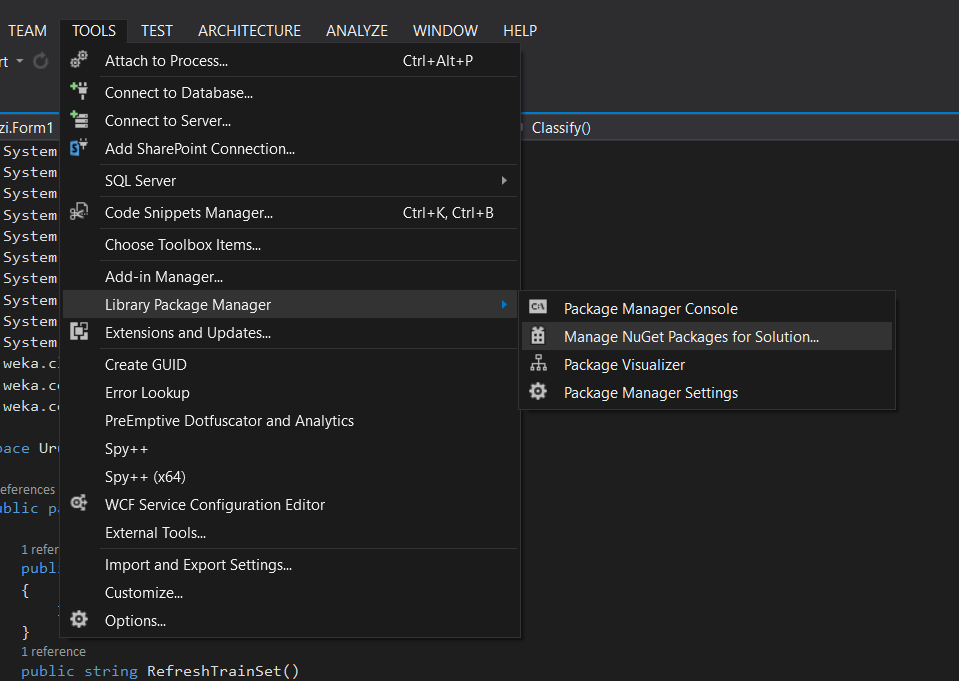 TEAM TOOLS TEST ARCHITECTURE ANALYZE WINDOW HELP
rt
Attach to Process... Ctrl+Alt+P
Connect to Database...
Connect to Server...
Add SharePoint Connection...
SQL Server
Code Snippets Manager... Ctrl+K, Ctrl+B
Choose Toolbox Items...
Add-in Manager...
Library Package Manager
Extensions and Updates...
Create GUID
Error Lookup
PreEmptive Dotfuscator and Analytics
Spy++
Spy++ (x64)
WCF Service Configuration Editor
External Tools...
Import and Export Settings...
Customize...
Options...
Package Manager Console
Manage NuGet Packages for Solution...
Package Visualizer
Package Manager Settings
zi.Form1 Classify()
System
System
System
System
System
System
System
System
System
System
weka.c
weka.c
weka.c
pace Ur
eferences
ublic p
1 refer
publ
{
}
1 reference
public string RefreshTrainSet()